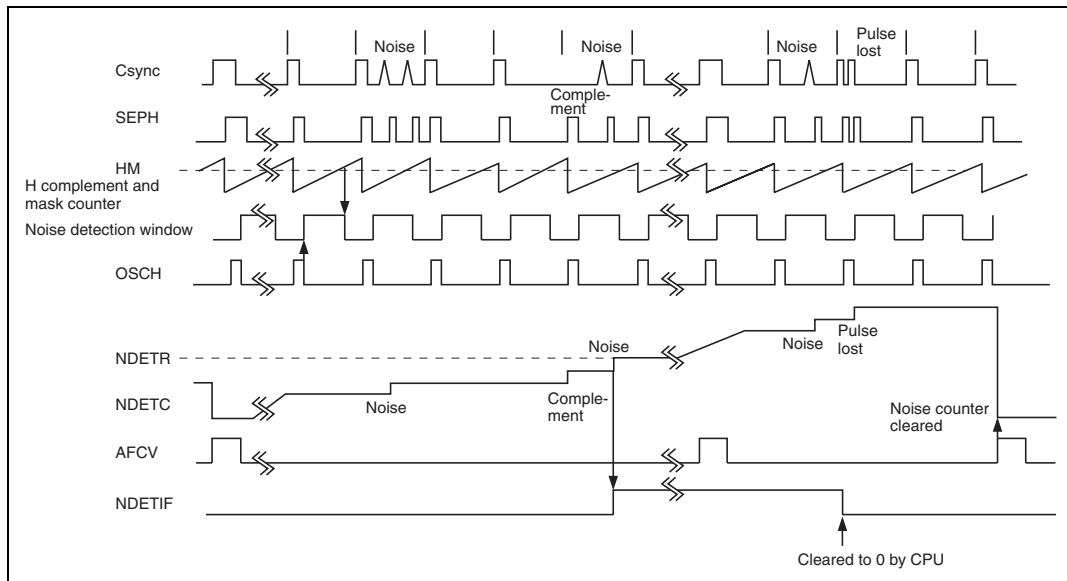 Noise
Noise
Noise
Pulse
lost
Csync
Comple-
ment
SEPH
HM
H complement and
mask counter
Noise detection window
OSCH
Noise
Pulse
lost
NDETR
Noise
NDETC
Noise
Comple-
ment
Noise counter
cleared
AFCV
NDETIF
Cleared to 0 by CPU